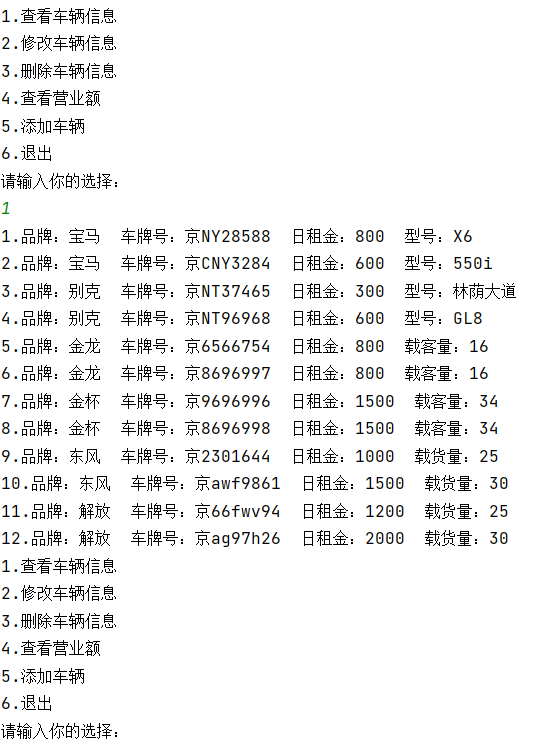 1.查看车辆信息
2.修改车辆信息
3.删除车辆信息
4.查看营业额
5.添加车辆
6.退出
请输入你的选择:
1
1.品牌: 宝马  车牌号: 京NY28588  日租金: 800  型号: X6
2.品牌: 宝马  车牌号: 京CNY3284  日租金: 600  型号: 550i
3.品牌: 别克  车牌号: 京NT37465  日租金: 300  型号: 林荫大道
4.品牌: 别克  车牌号: 京NT96968  日租金: 600  型号: GL8
5.品牌: 金龙  车牌号: 京6566754  日租金: 800  载客量: 16
6.品牌: 金龙  车牌号: 京8696997  日租金: 800  载客量: 16
7.品牌: 金杯  车牌号: 京9696996  日租金: 1500  载客量: 34
8.品牌: 金杯  车牌号: 京8696998  日租金: 1500  载客量: 34
9.品牌: 东风  车牌号: 京2301644  日租金: 1000  载货量: 25
10.品牌: 东风  车牌号: 京awf9861  日租金: 1500  载货量: 30
11.品牌: 解放  车牌号: 京66fwv94  日租金: 1200  载货量: 25
12.品牌: 解放  车牌号: 京ag97h26  日租金: 2000  载货量: 30
1.查看车辆信息
2.修改车辆信息
3.删除车辆信息
4.查看营业额
5.添加车辆
6.退出
请输入你的选择: